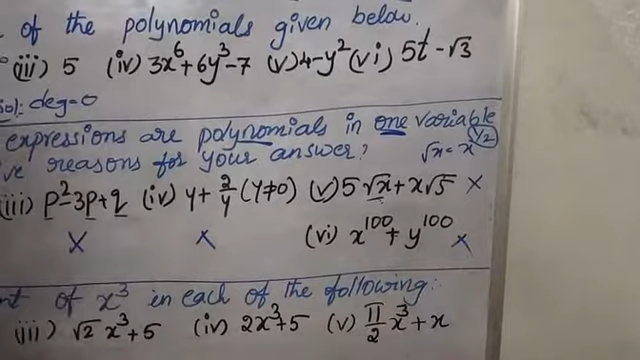 of the polynomials given below.
(iii) 5 (iv) 3x⁶+6y³-7 (v) 4-y² (vi) 5t-√3
sol: deg=0
expressions are polynomials in one variable
reasons for your answer? √x = x^1/2
(iii) p²-3p+q (iv) y+2/y (y≠0) (v) 5√x+x√5 X
X X (vi) x¹⁰⁰+y¹⁰⁰ X
of x³ in each of the following:
(iii) √2 x³+5 (iv) 2x³+5 (v) π/2 x³+x